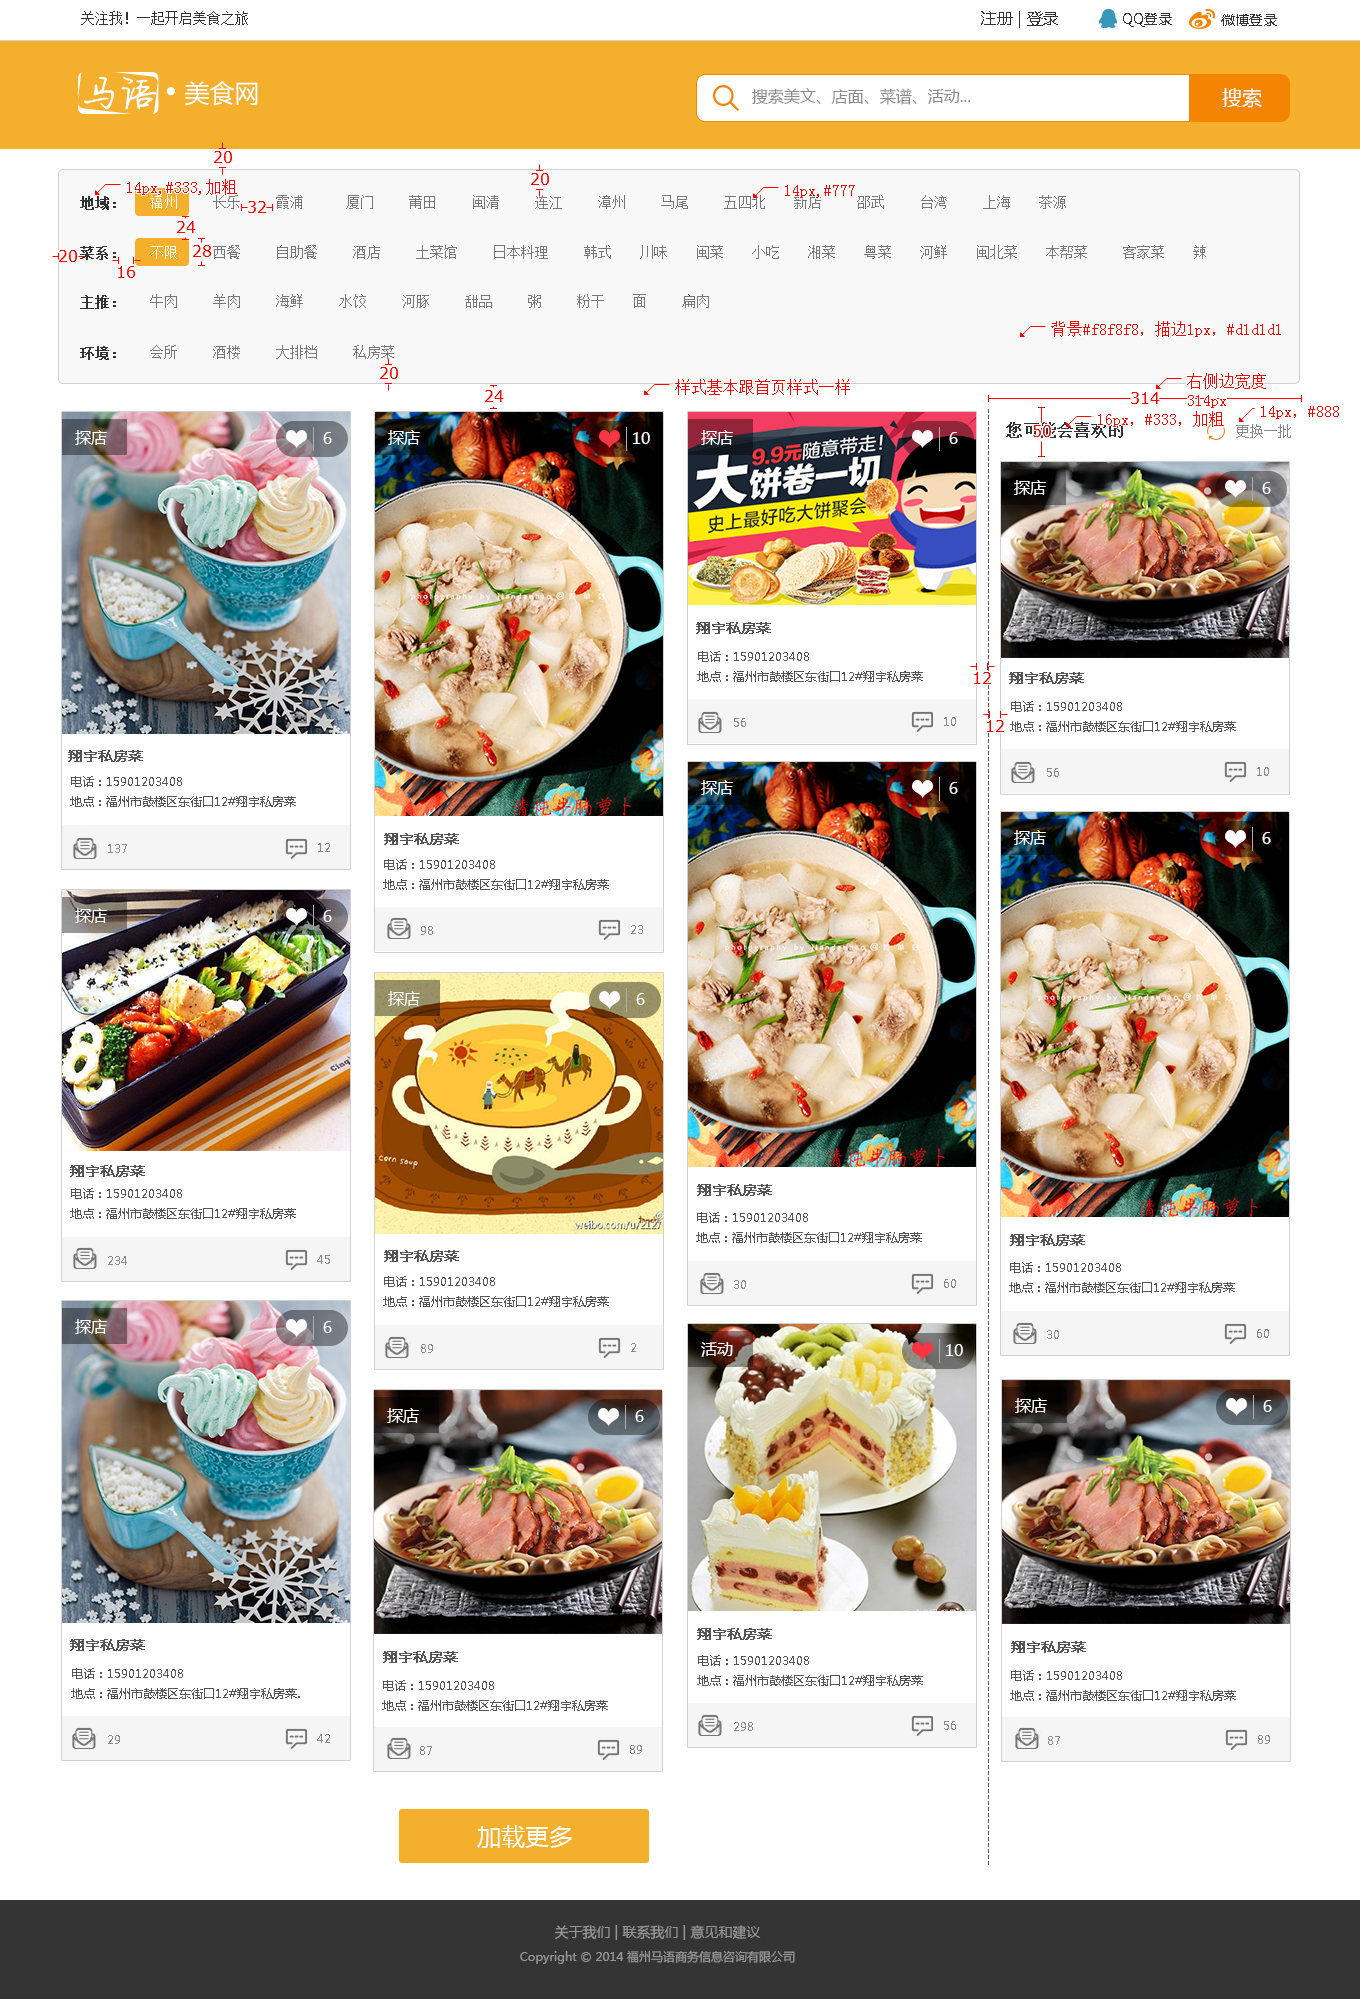 关注我！一起开启美食之旅
注册 | 登录
QQ登录
微博登录
马语·美食网
搜索美文、店面、菜谱、活动...
搜索
20
20
14px,#333,加粗
14px,#777
地域： 福州 长乐 霞浦 厦门 莆田 闽清 连江 漳州 马尾 五四北 新店 邵武 台湾 上海 茶源
32
24
菜系： 不限 西餐 自助餐 酒店 土菜馆 日本料理 韩式 川味 闽菜 小吃 湘菜 粤菜 河鲜 闽北菜 本帮菜 客家菜 辣
20
28
16
主推： 牛肉 羊肉 海鲜 水饺 河豚 甜品 粥 粉干 面 扁肉
背景#f8f8f8，描边1px，#d1d1d1
环境： 会所 酒楼 大排档 私房菜
20
24
样式基本跟首页样式一样
右侧边宽度
314px
314
16px，#333，加粗
14px，#888
50
您可能会喜欢的
更换一批
探店
6
翔宇私房菜
电话：15901203408
地点：福州市鼓楼区东街口12#翔宇私房菜
137
12
探店
6
Cing
翔宇私房菜
电话：15901203408
地点：福州市鼓楼区东街口12#翔宇私房菜
234
45
探店
6
翔宇私房菜
电话：15901203408
地点：福州市鼓楼区东街口12#翔宇私房菜.
29
42
探店
10
photography by
清炖牛腩萝卜
翔宇私房菜
电话：15901203408
地点：福州市鼓楼区东街口12#翔宇私房菜
98
23
探店
6
corn soup
weibo.com/u/2127
翔宇私房菜
电话：15901203408
地点：福州市鼓楼区东街口12#翔宇私房菜
89
2
探店
6
翔宇私房菜
电话：15901203408
地点：福州市鼓楼区东街口12#翔宇私房菜
87
89
探店
6
9.9元随意带走！
大饼卷一切
史上最好吃大饼聚会
翔宇私房菜
电话：15901203408
地点：福州市鼓楼区东街口12#翔宇私房菜
56
10
12
12
探店
6
photography by
清炖牛腩萝卜
翔宇私房菜
电话：15901203408
地点：福州市鼓楼区东街口12#翔宇私房菜
30
60
活动
10
翔宇私房菜
电话：15901203408
地点：福州市鼓楼区东街口12#翔宇私房菜
298
56
探店
6
翔宇私房菜
电话：15901203408
地点：福州市鼓楼区东街口12#翔宇私房菜
56
10
探店
6
photography by
清炖牛腩萝卜
翔宇私房菜
电话：15901203408
地点：福州市鼓楼区东街口12#翔宇私房菜
30
60
探店
6
翔宇私房菜
电话：15901203408
地点：福州市鼓楼区东街口12#翔宇私房菜
87
89
加载更多
关于我们 | 联系我们 | 意见和建议
Copyright © 2014 福州马语商务信息咨询有限公司